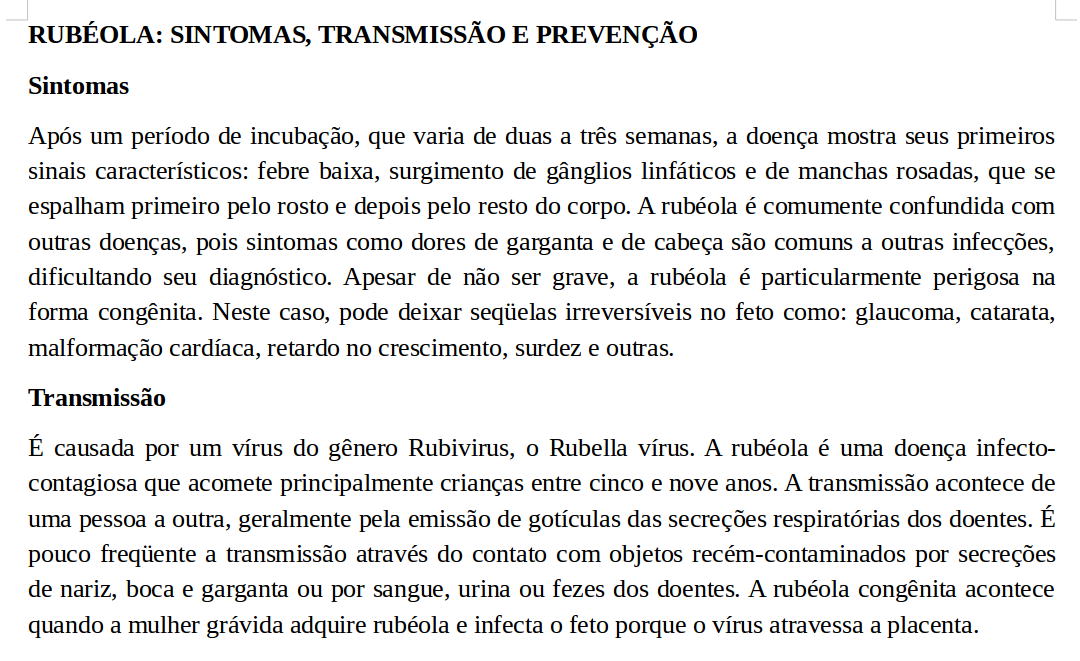 RUBÉOLA: SINTOMAS, TRANSMISSÃO E PREVENÇÃO
Sintomas
Após um período de incubação, que varia de duas a três semanas, a doença mostra seus primeiros
sinais característicos: febre baixa, surgimento de gânglios linfáticos e de manchas rosadas, que se
espalham primeiro pelo rosto e depois pelo resto do corpo. A rubéola é comumente confundida com
outras doenças, pois sintomas como dores de garganta e de cabeça são comuns a outras infecções,
dificultando seu diagnóstico. Apesar de não ser grave, a rubéola é particularmente perigosa na
forma congênita. Neste caso, pode deixar seqüelas irreversíveis no feto como: glaucoma, catarata,
malformação cardíaca, retardo no crescimento, surdez e outras.
Transmissão
É causada por um vírus do gênero Rubivirus, o Rubella vírus. A rubéola é uma doença infecto-
contagiosa que acomete principalmente crianças entre cinco e nove anos. A transmissão acontece de
uma pessoa a outra, geralmente pela emissão de gotículas das secreções respiratórias dos doentes. É
pouco freqüente a transmissão através do contato com objetos recém-contaminados por secreções
de nariz, boca e garganta ou por sangue, urina ou fezes dos doentes. A rubéola congênita acontece
quando a mulher grávida adquire rubéola e infecta o feto porque o vírus atravessa a placenta.